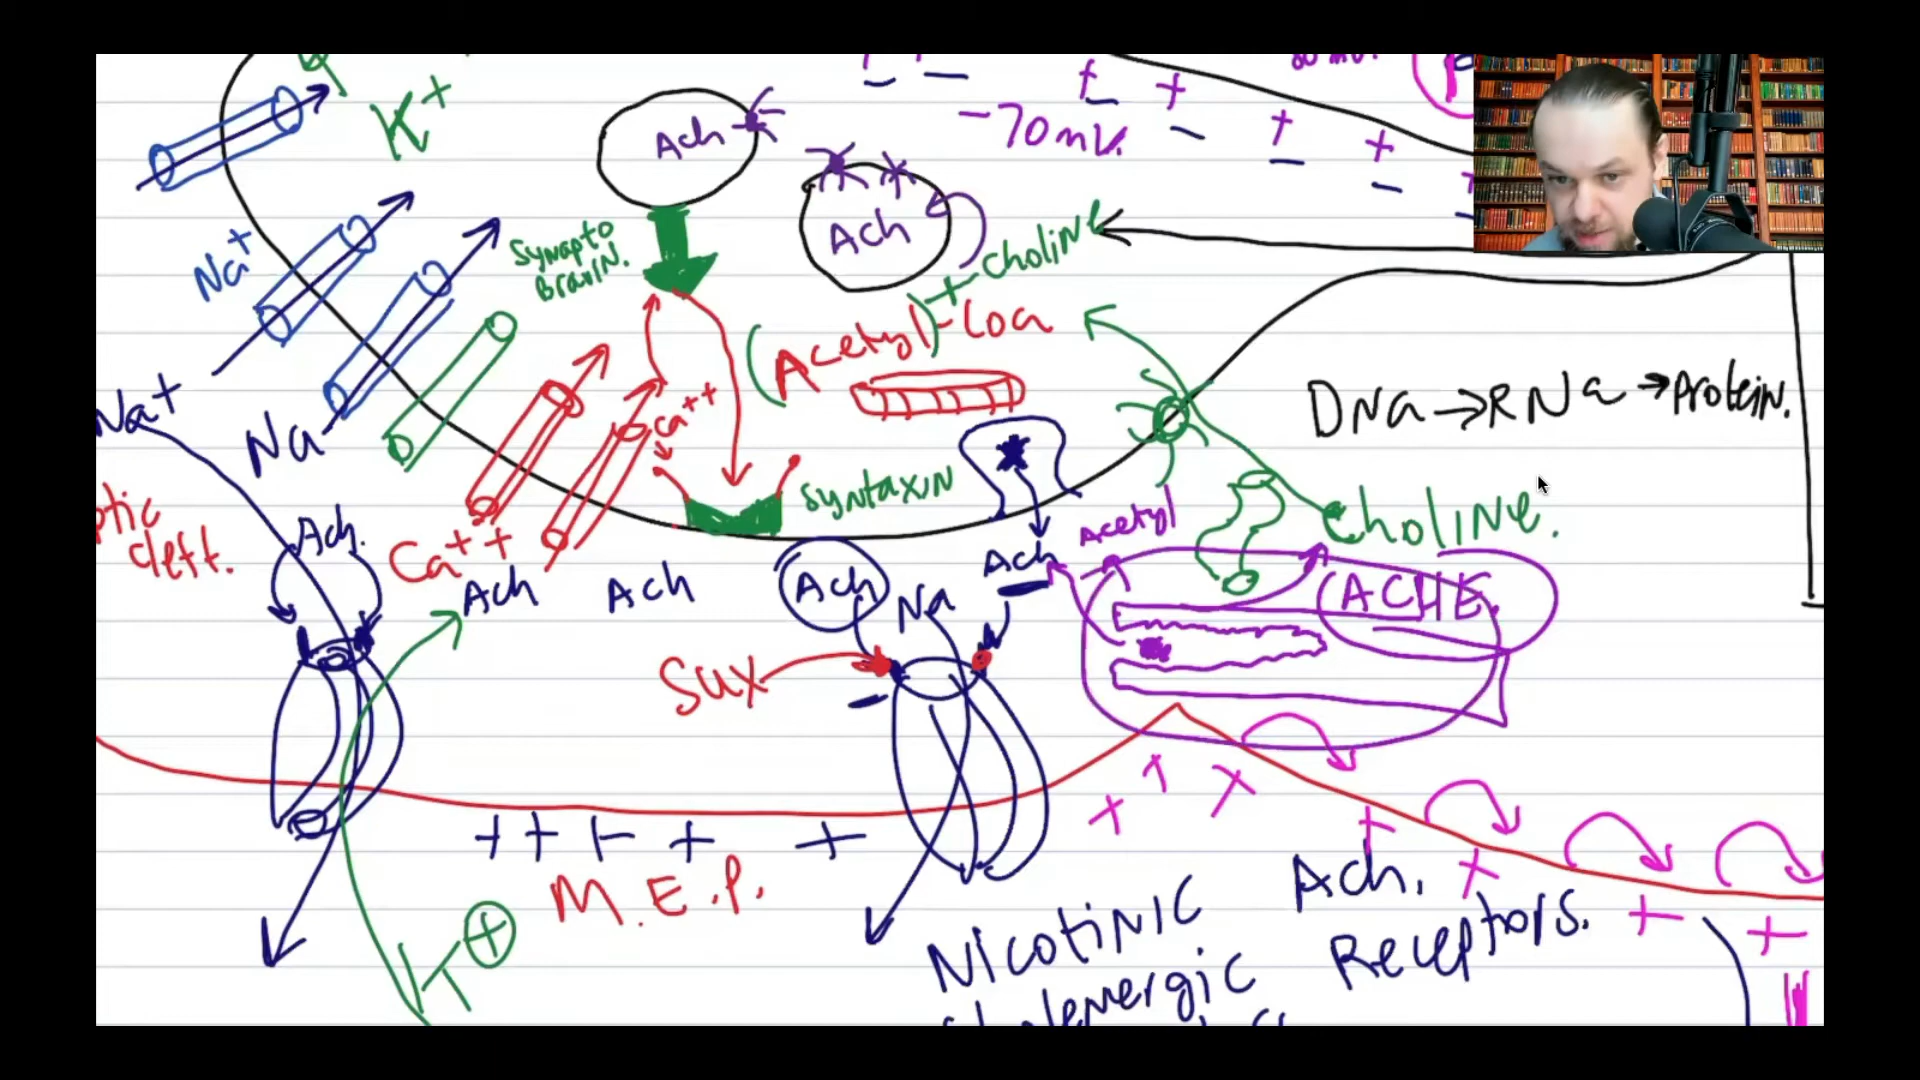 K+
-70mV.
Ach
Ach
Na+
Synapto
Brevin.
+ Choline
(Acetyl)-Coa
Na+
Na
Ca++
DNa → RNa → Protein.
Syntaxin
Acetyl
Choline.
ptic
cleft.
Ach.
Ca++
Ach
Ach
Ach
Na
Ach
ACHE
Sux
+ + + + +
M.E.P.
K+
Nicotinic
Ach.
Receptors.